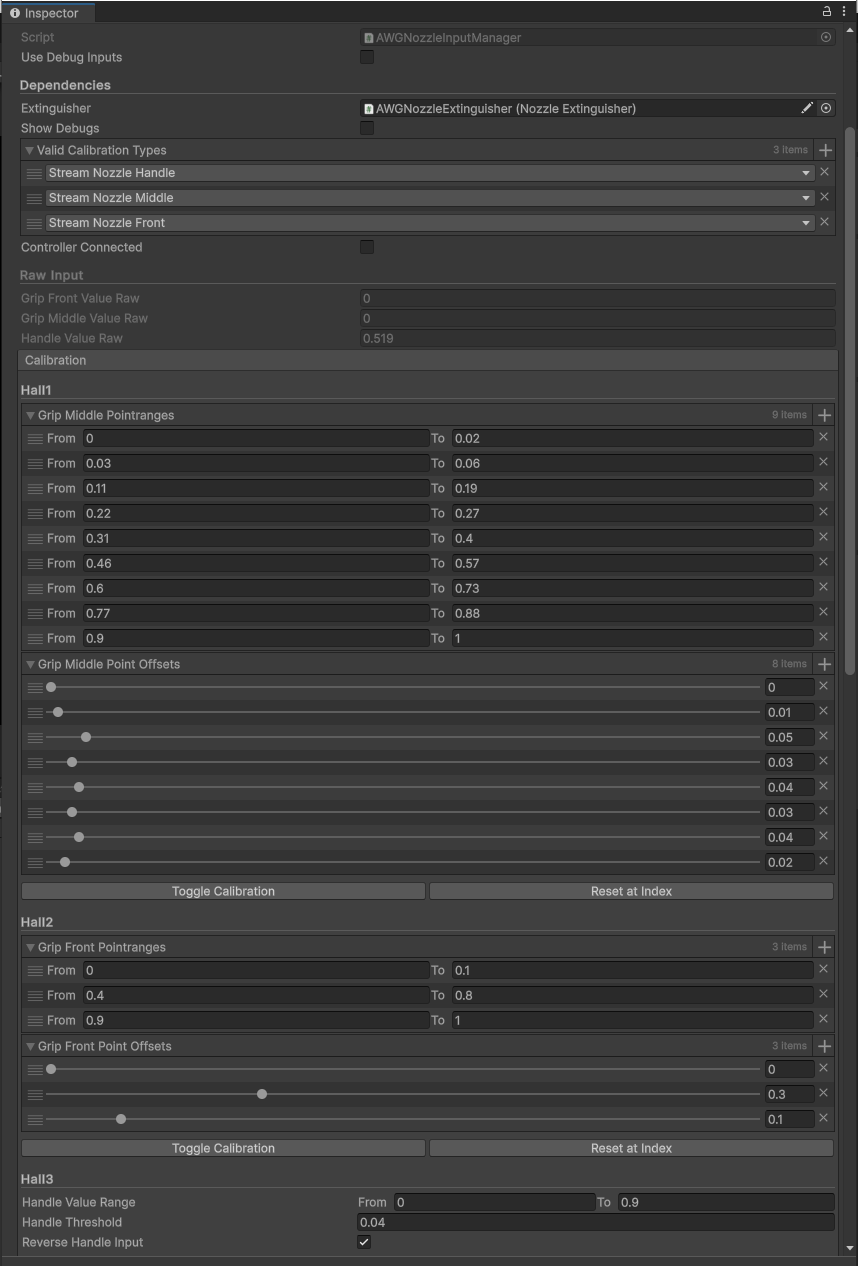 Inspector
Script AWGNozzleInputManager
Use Debug Inputs
Dependencies
Extinguisher AWGNozzleExtinguisher (Nozzle Extinguisher)
Show Debugs
Valid Calibration Types 3 items
Stream Nozzle Handle
Stream Nozzle Middle
Stream Nozzle Front
Controller Connected
Raw Input
Grip Front Value Raw 0
Grip Middle Value Raw 0
Handle Value Raw 0.519
Calibration
Hall1
Grip Middle Pointranges 9 items
From 0 To 0.02
From 0.03 To 0.06
From 0.11 To 0.19
From 0.22 To 0.27
From 0.31 To 0.4
From 0.46 To 0.57
From 0.6 To 0.73
From 0.77 To 0.88
From 0.9 To 1
Grip Middle Point Offsets 8 items
0
0.01
0.05
0.03
0.04
0.03
0.04
0.02
Toggle Calibration Reset at Index
Hall2
Grip Front Pointranges 3 items
From 0 To 0.1
From 0.4 To 0.8
From 0.9 To 1
Grip Front Point Offsets 3 items
0
0.3
0.1
Toggle Calibration Reset at Index
Hall3
Handle Value Range From 0 To 0.9
Handle Threshold 0.04
Reverse Handle Input